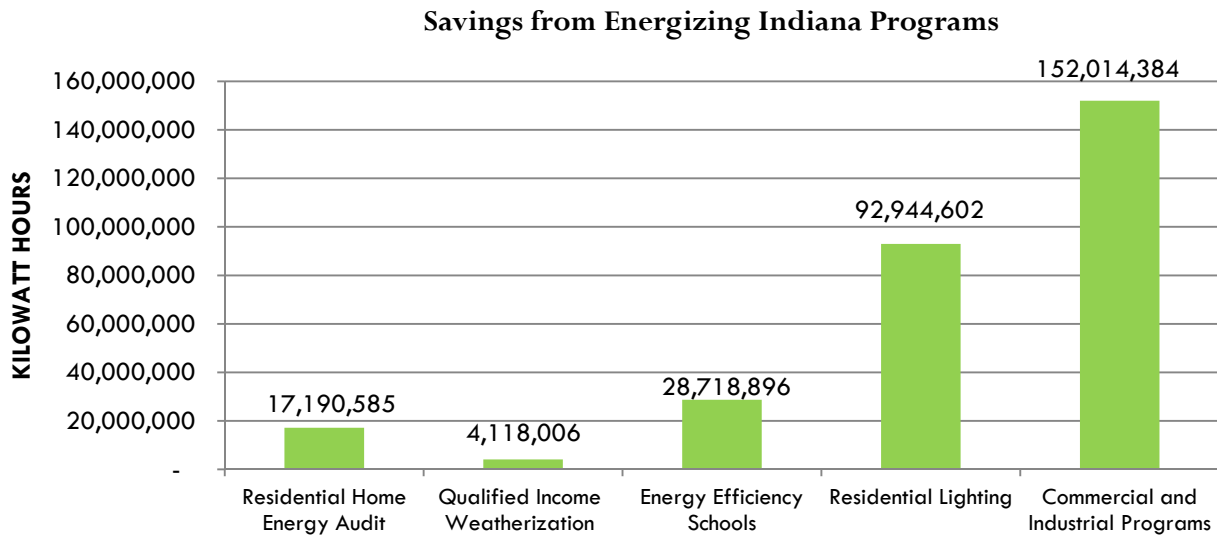 Savings from Energizing Indiana Programs
KILOWATT HOURS
160,000,000
140,000,000
120,000,000
100,000,000
80,000,000
60,000,000
40,000,000
20,000,000
-
17,190,585
4,118,006
28,718,896
92,944,602
152,014,384
Residential Home
Energy Audit
Qualified Income
Weatherization
Energy Efficiency
Schools
Residential Lighting
Commercial and
Industrial Programs